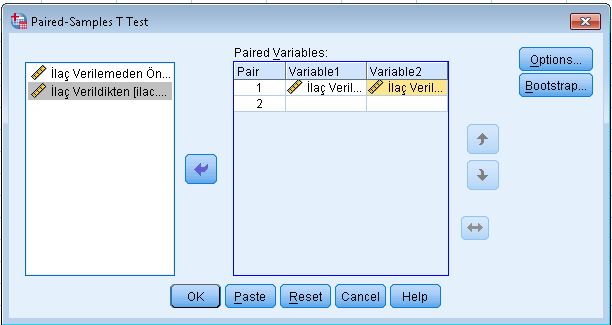 Paired-Samples T Test
Paired Variables:
İlaç Verilemeden Ön...
İlaç Verildikten [ilac....
Pair Variable1 Variable2
1 İlaç Veril... İlaç Veril...
2
Options...
Bootstrap...
OK Paste Reset Cancel Help